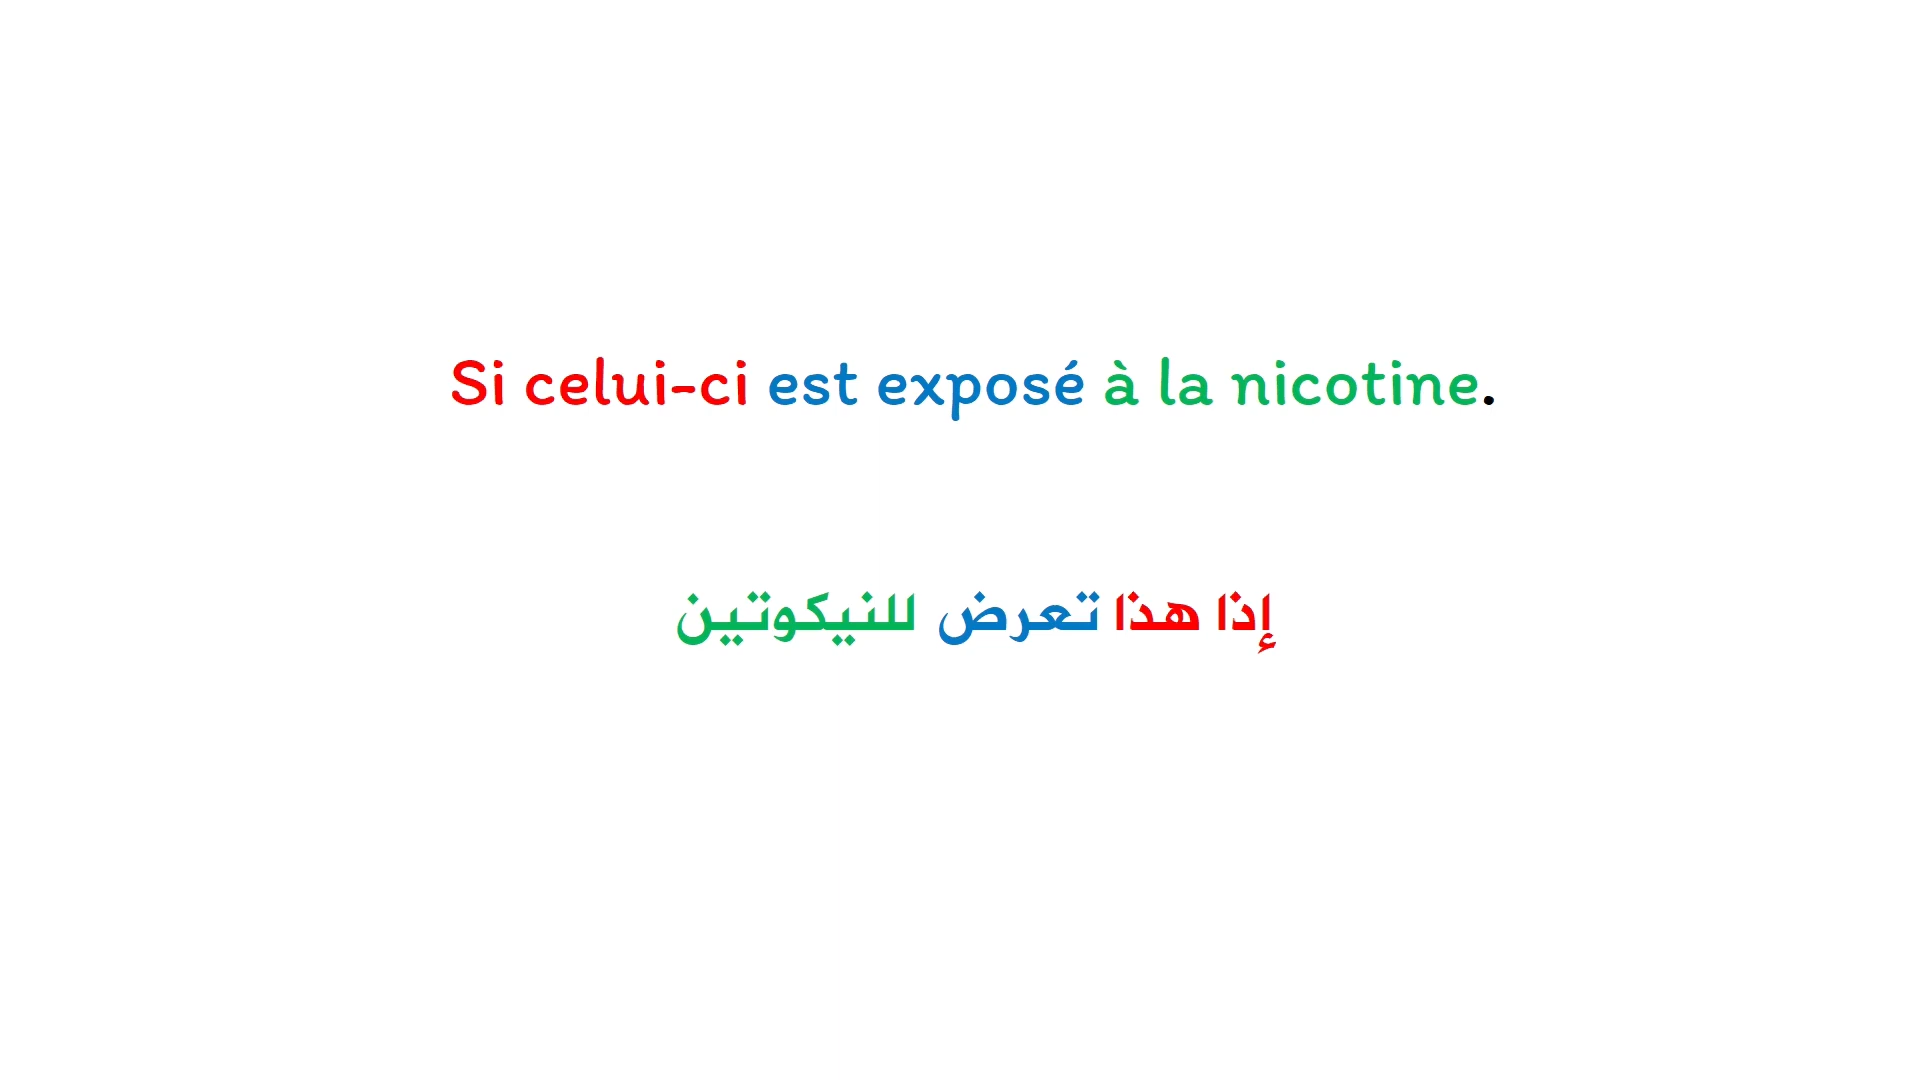 Si celui-ci est exposé à la nicotine.
إذا هذا تعرض للنيكوتين